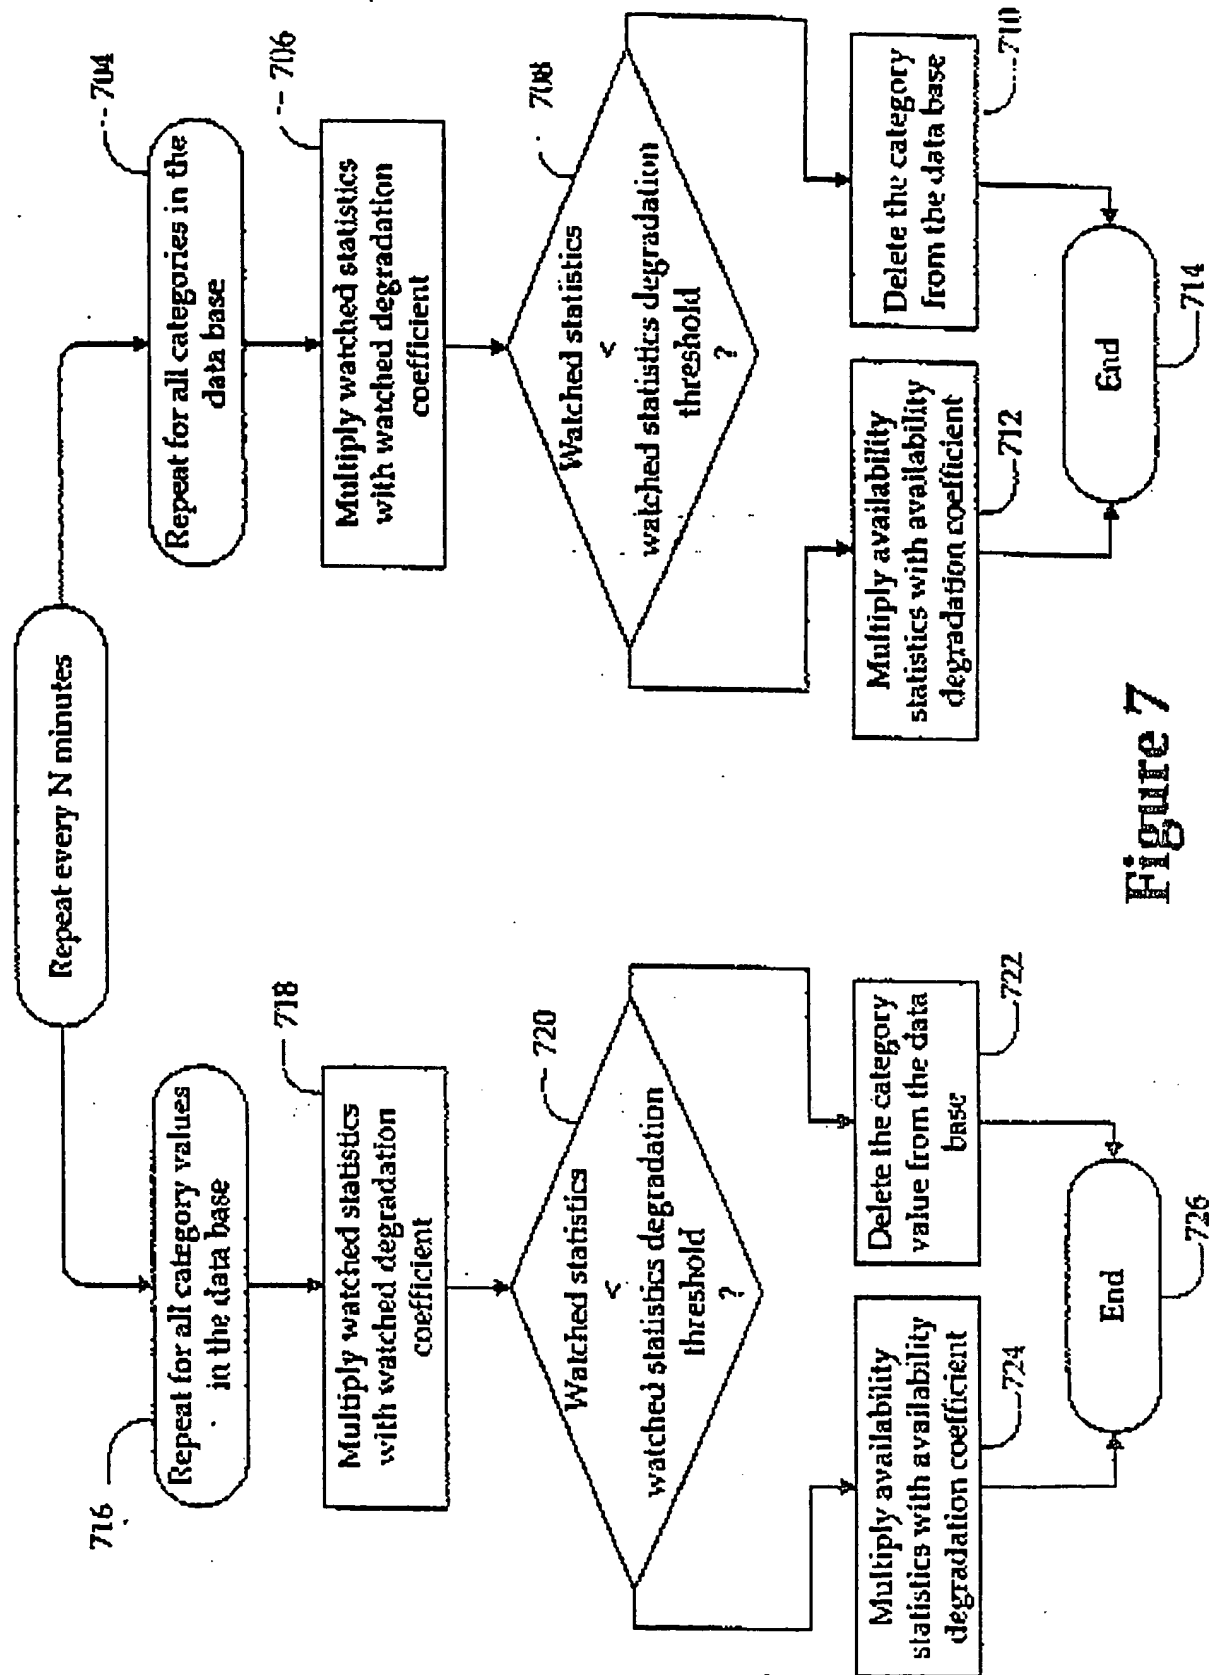 Repeat every N minutes
716
Repeat for all category values
in the data base
718
Multiply watched statistics
with watched degradation
coefficient
720
Watched statistics
<
watched statistics degradation
threshold
?
Multiply availability
statistics with availability
degradation coefficient
724
Delete the category
value from the data
base
722
End
726
704
Repeat for all categories in the
data base
706
Multiply watched statistics
with watched degradation
coefficient
708
Watched statistics
<
watched statistics degradation
threshold
?
Multiply availability
statistics with availability
degradation coefficient
712
Delete the category
from the data base
710
End
714
Figure 7